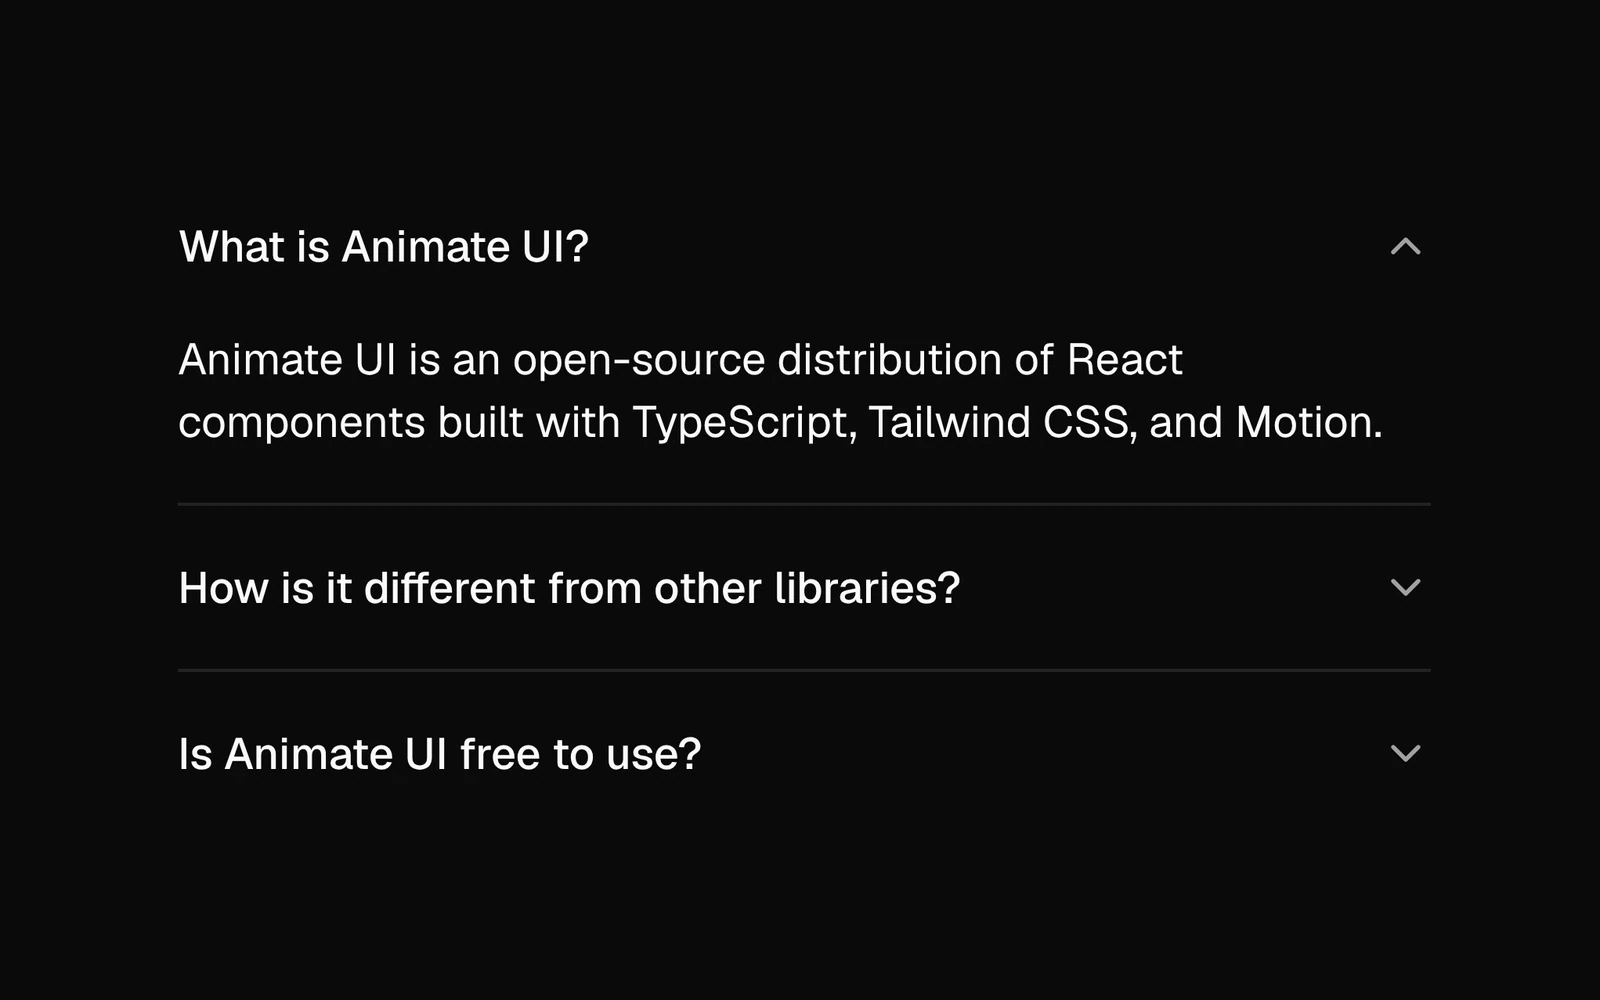 What is Animate UI?
Animate UI is an open-source distribution of React
components built with TypeScript, Tailwind CSS, and Motion.
How is it different from other libraries?
Is Animate UI free to use?